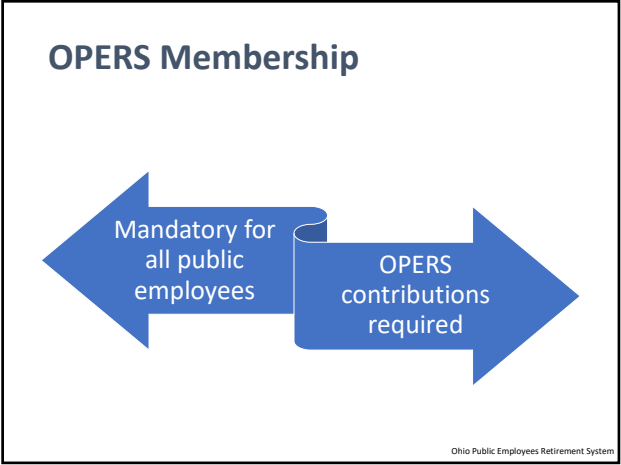 OPERS Membership
Mandatory for
all public
employees
OPERS
contributions
required
Ohio Public Employees Retirement System